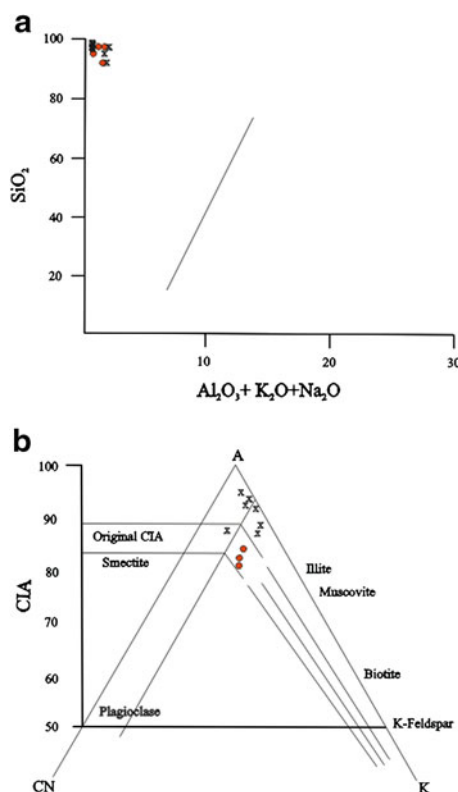 a
100
80
60
40
20
SiO₂
10
20
30
Al₂O₃+ K₂O+Na₂O
b
A
100
90
80
70
60
50
CIA
Original CIA
Smectite
Illite
Muscovite
Biotite
Plagioclase
K-Feldspar
CN
K